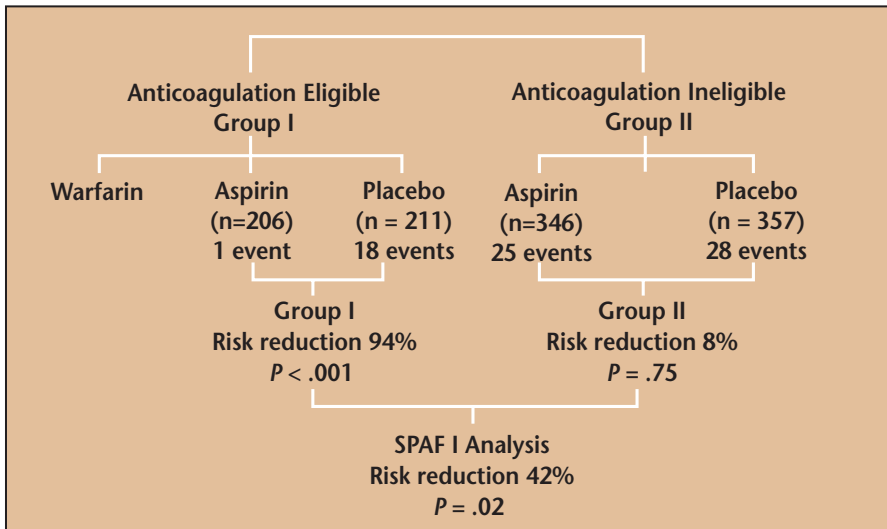 Anticoagulation Eligible
Group I
Anticoagulation Ineligible
Group II
Warfarin
Aspirin
(n=206)
1 event
Placebo
(n = 211)
18 events
Aspirin
(n=346)
25 events
Placebo
(n = 357)
28 events
Group I
Risk reduction 94%
P < .001
Group II
Risk reduction 8%
P = .75
SPAF I Analysis
Risk reduction 42%
P = .02